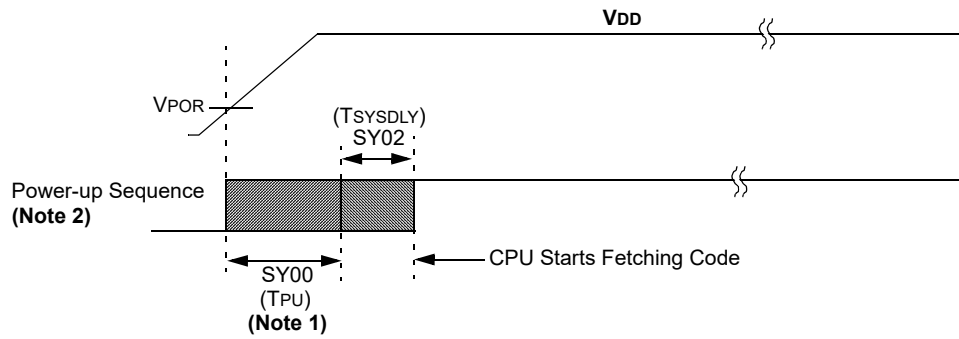 VDD
VPOR
(TSYSDLY)
SY02
Power-up Sequence
(Note 2)
CPU Starts Fetching Code
SY00
(TPU)
(Note 1)